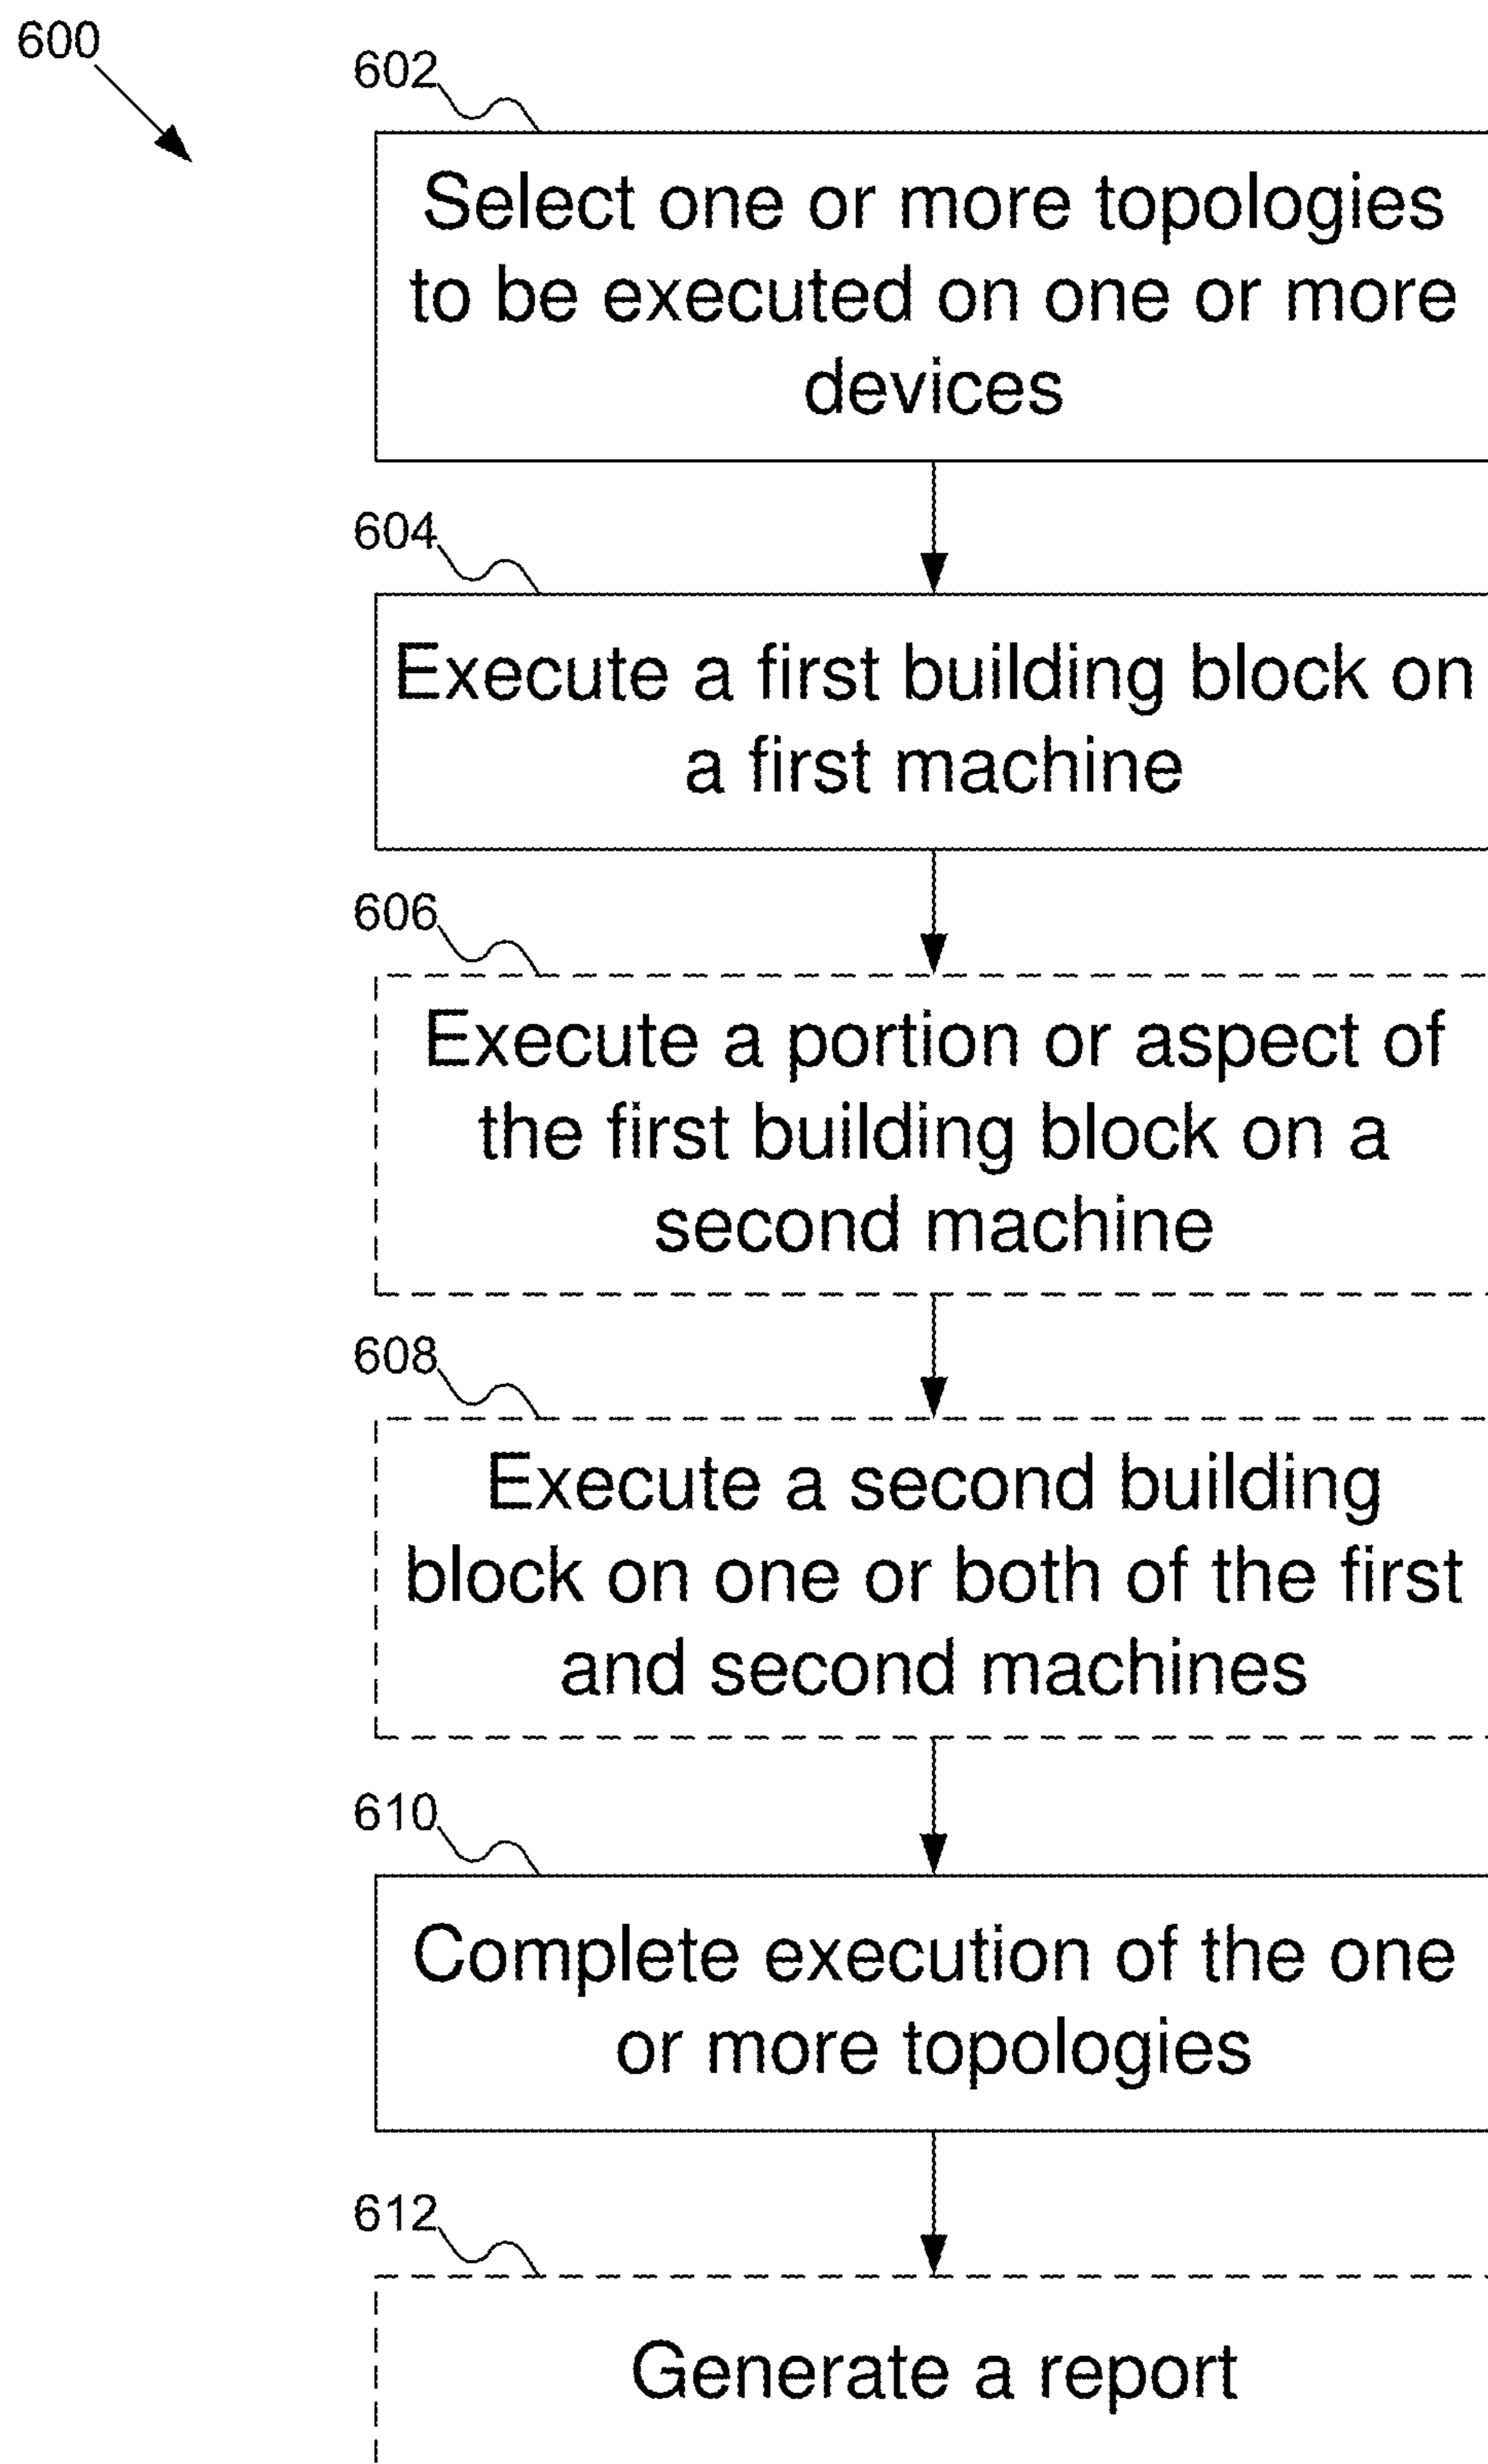 600
602
Select one or more topologies
to be executed on one or more
devices
604
Execute a first building block on
a first machine
606
Execute a portion or aspect of
the first building block on a
second machine
608
Execute a second building
block on one or both of the first
and second machines
610
Complete execution of the one
or more topologies
612
Generate a report